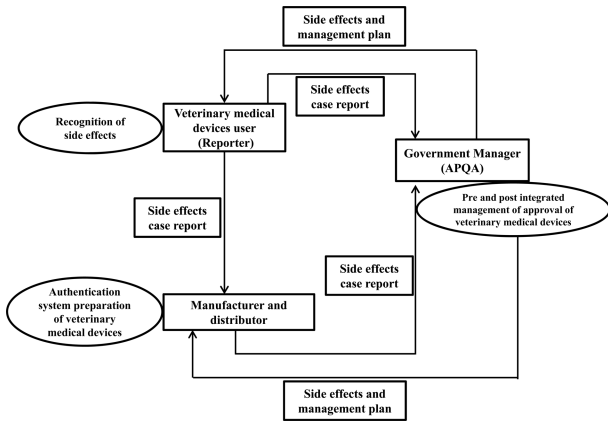 Side effects and
management plan
Side effects
case report
Recognition of
side effects
Veterinary medical
devices user
(Reporter)
Government Manager
(APQA)
Pre and post integrated
management of approval of
veterinary medical devices
Side effects
case report
Side effects
case report
Authentication
system preparation
of veterinary
medical devices
Manufacturer and
distributor
Side effects and
management plan